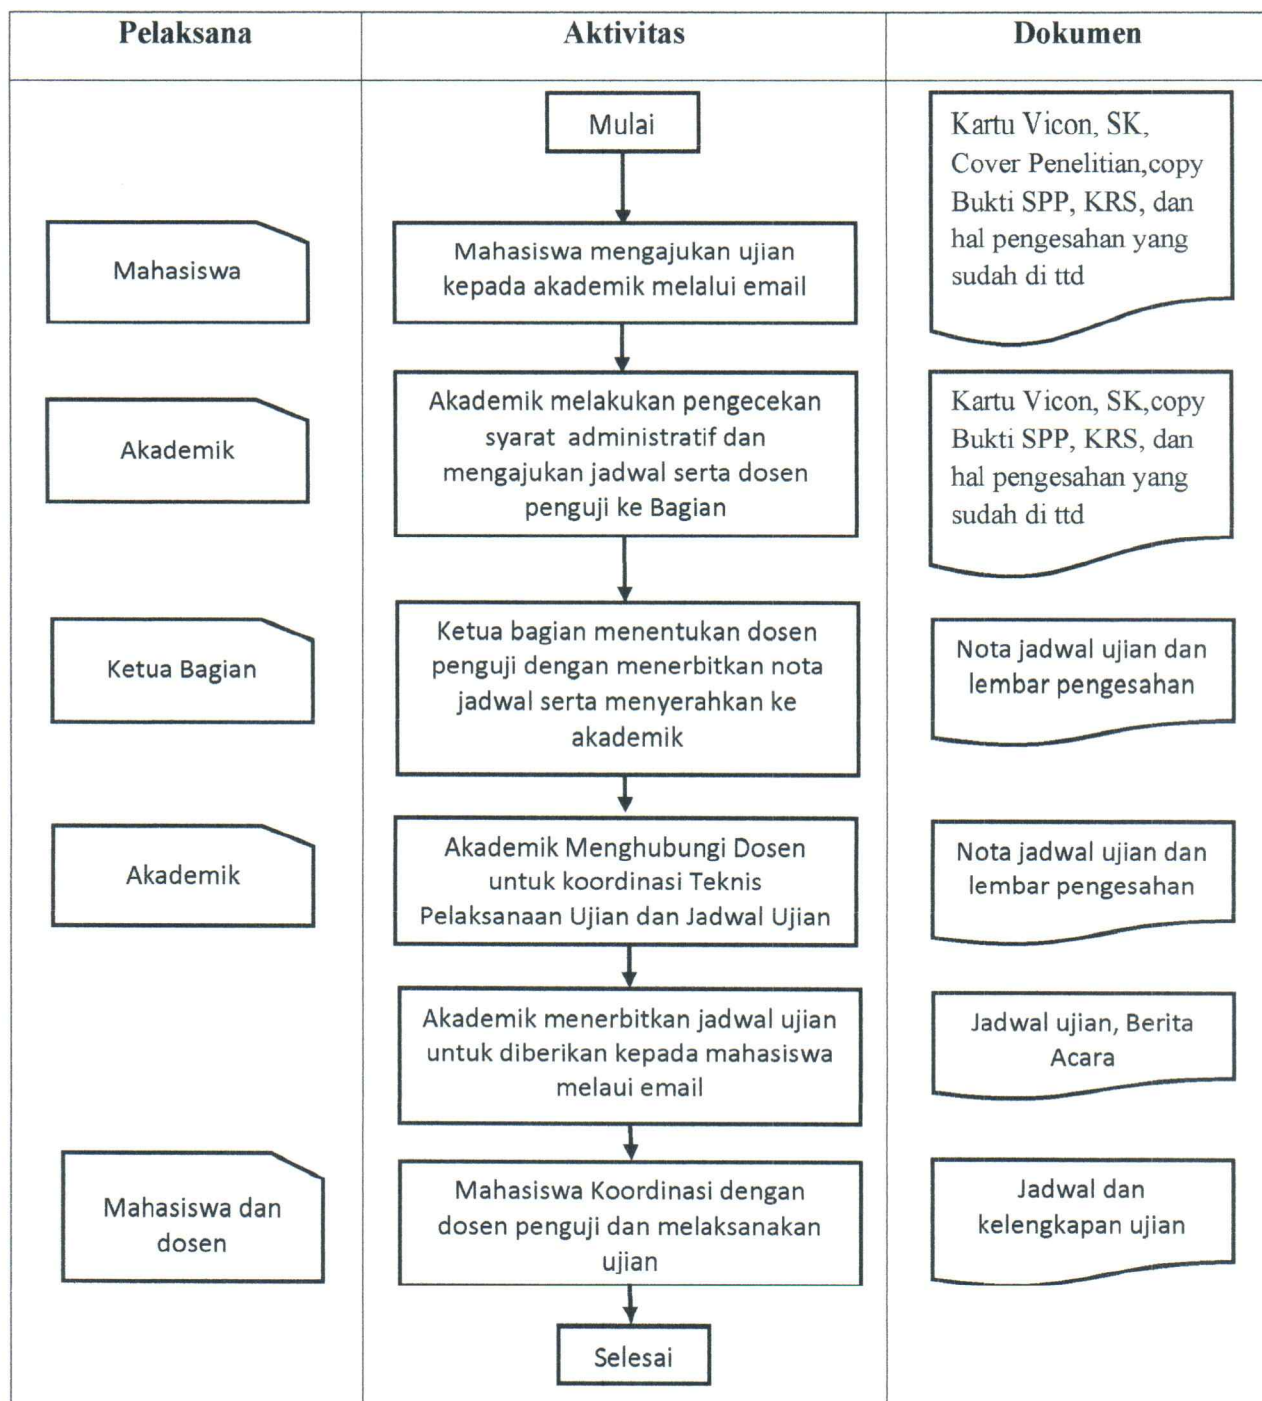 Pelaksana
Aktivitas
Dokumen
Mulai
Kartu Vicon, SK,
Cover Penelitian,copy
Bukti SPP, KRS, dan
hal pengesahan yang
sudah di ttd
Mahasiswa
Mahasiswa mengajukan ujian
kepada akademik melalui email
Akademik
Akademik melakukan pengecekan
syarat administratif dan
mengajukan jadwal serta dosen
penguji ke Bagian
Kartu Vicon, SK,copy
Bukti SPP, KRS, dan
hal pengesahan yang
sudah di ttd
Ketua Bagian
Ketua bagian menentukan dosen
penguji dengan menerbitkan nota
jadwal serta menyerahkan ke
akademik
Nota jadwal ujian dan
lembar pengesahan
Akademik
Akademik Menghubungi Dosen
untuk koordinasi Teknis
Pelaksanaan Ujian dan Jadwal Ujian
Nota jadwal ujian dan
lembar pengesahan
Akademik menerbitkan jadwal ujian
untuk diberikan kepada mahasiswa
melaui email
Jadwal ujian, Berita
Acara
Mahasiswa dan
dosen
Mahasiswa Koordinasi dengan
dosen penguji dan melaksanakan
ujian
Jadwal dan
kelengkapan ujian
Selesai